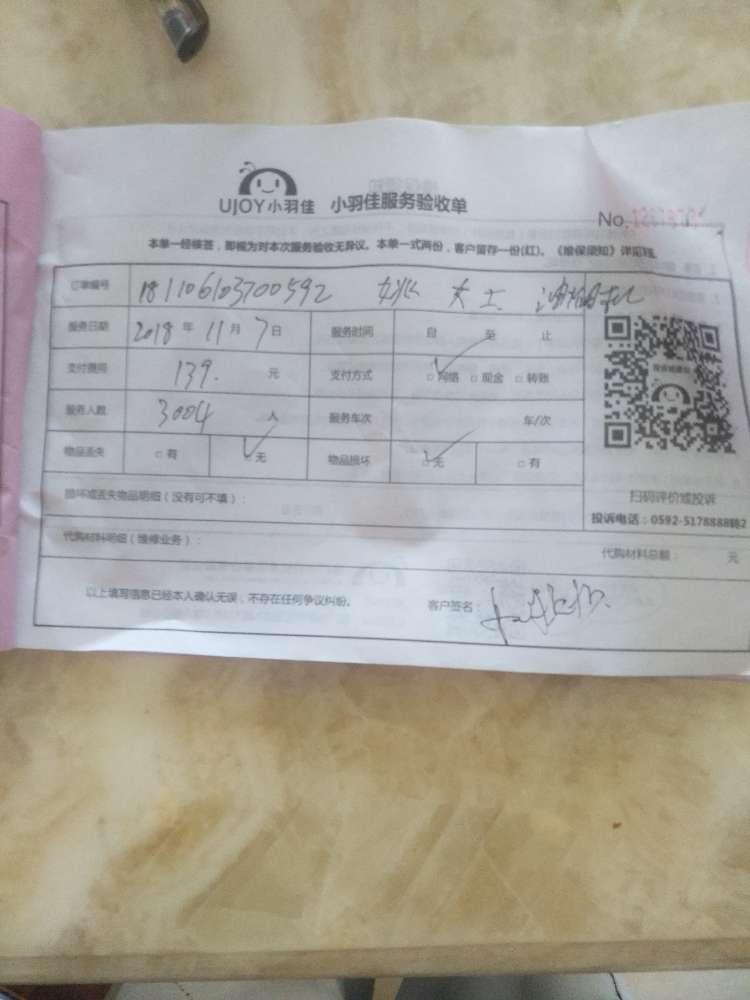 UJOY小羽佳 小羽佳服务验收单
No.
本单一经核签，即视为对本次服务验收无异议。本单一式两份，客户留存一份(红)。《维保须知》详见背
订单编号 181106103700592 女士 油烟机
服务日期 2018 年 11 月 7 日 服务时间 自 至 止
支付费用 139. 元 支付方式 □网络 □现金 □转账
服务人数 3004 人 服务车次 车/次
物品丢失 □有 □无 物品损坏 □无 □有
损坏或丢失物品明细（没有可不填）：
扫码评价或投诉
投诉电话：0592-5178888
代购材料明细（维修业务）： 代购材料总额： 元
以上填写信息已经本人确认无误，不存在任何争议纠纷。 客户签名：